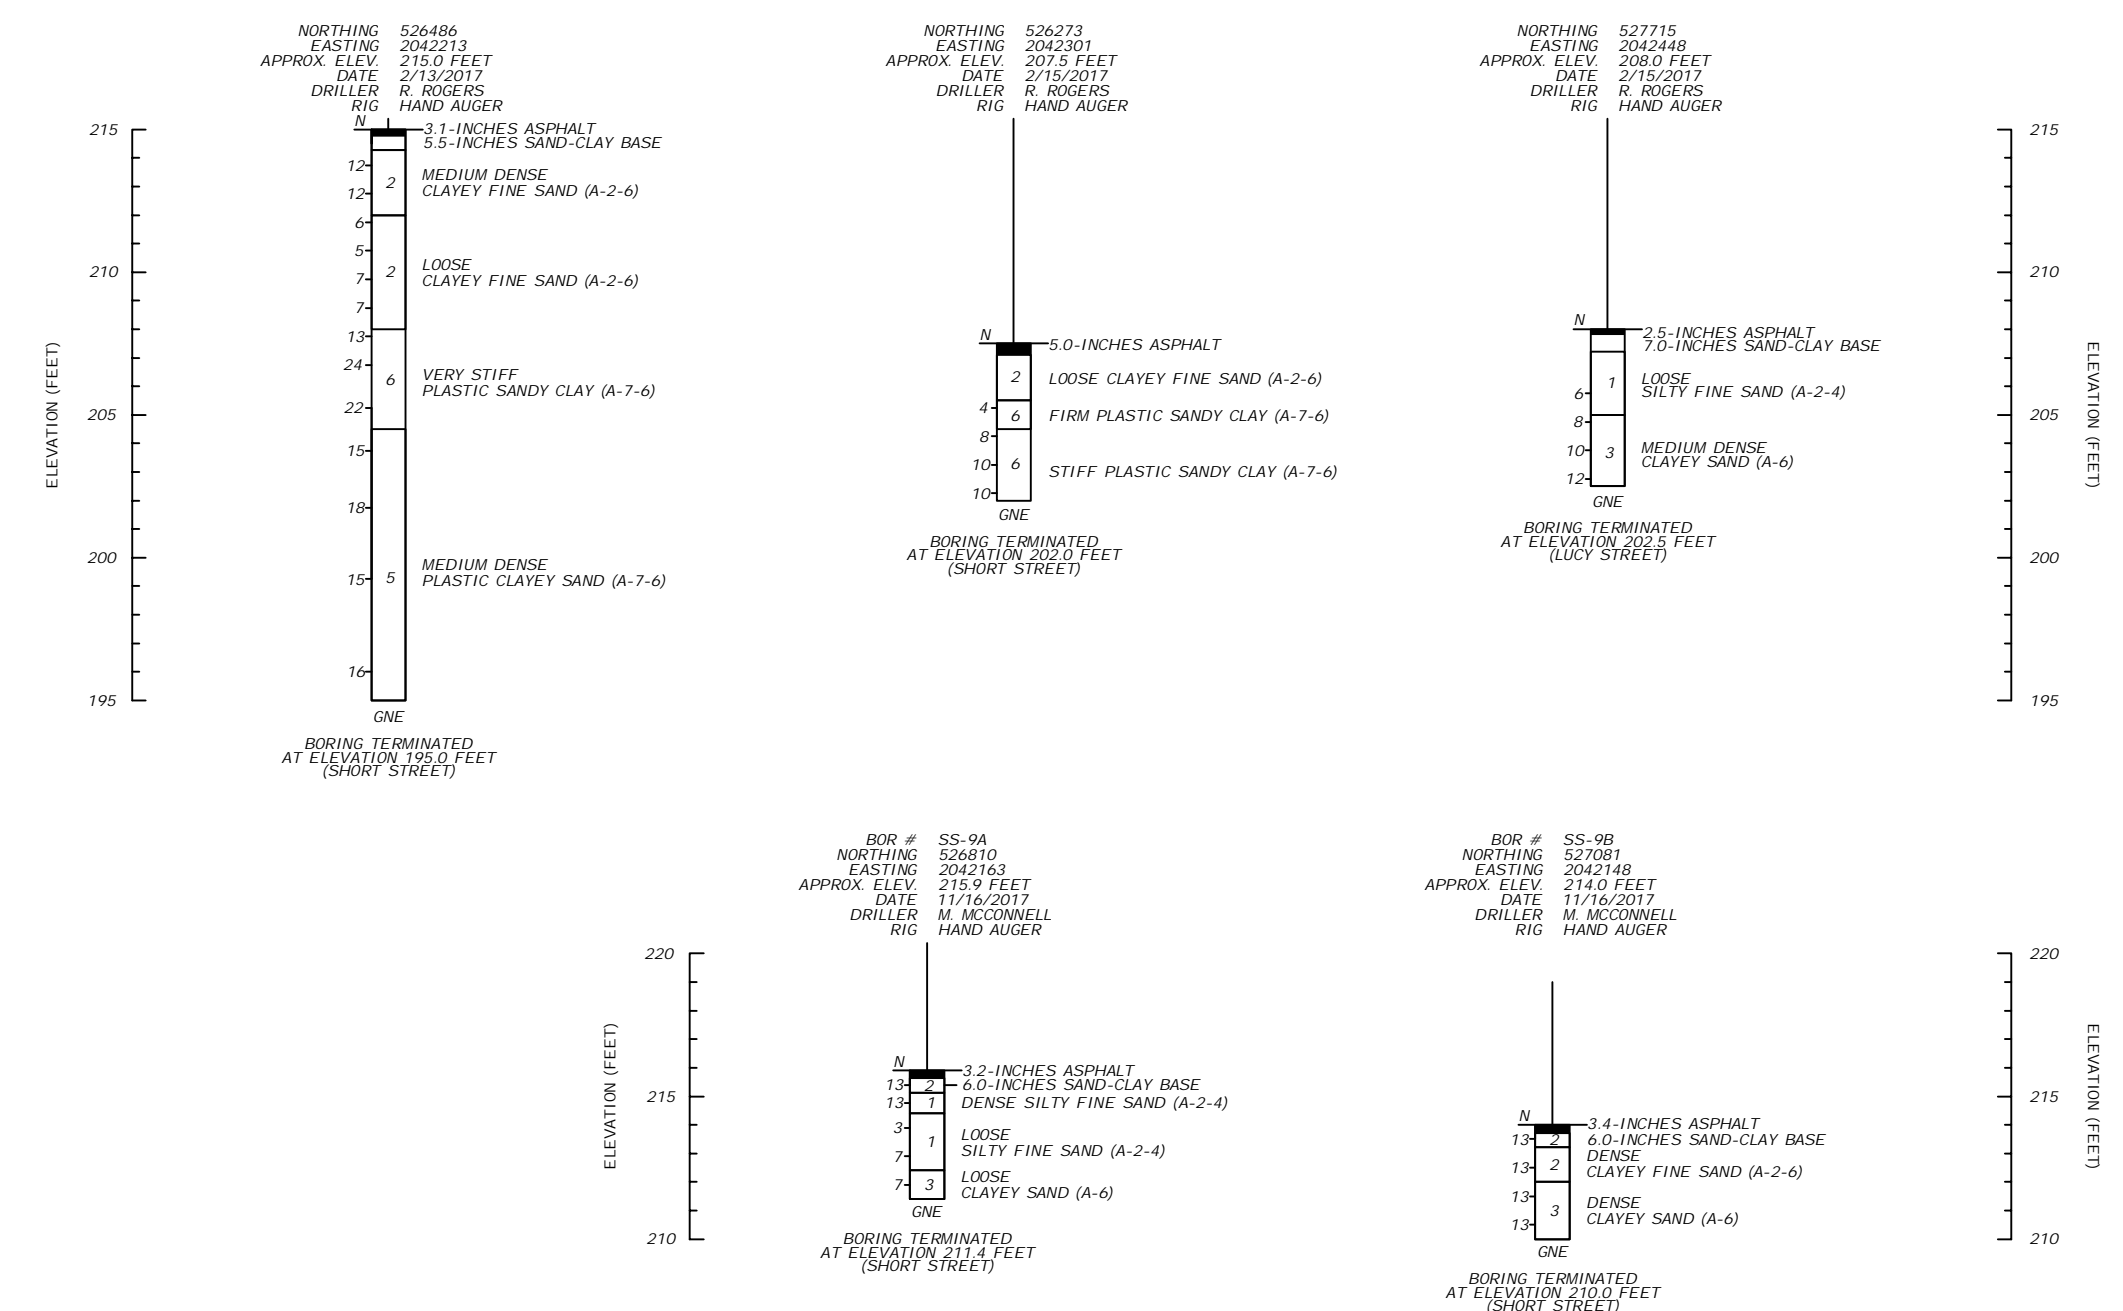 NORTHING 526486
EASTING 2042213
APPROX. ELEV. 215.0 FEET
DATE 2/13/2017
DRILLER R. ROGERS
RIG HAND AUGER
NORTHING 526273
EASTING 2042301
APPROX. ELEV. 207.5 FEET
DATE 2/15/2017
DRILLER R. ROGERS
RIG HAND AUGER
NORTHING 527715
EASTING 2042448
APPROX. ELEV. 208.0 FEET
DATE 2/15/2017
DRILLER R. ROGERS
RIG HAND AUGER
ELEVATION (FEET)
215
210
205
200
195
N
3.1-INCHES ASPHALT
5.5-INCHES SAND-CLAY BASE
12
12
2
MEDIUM DENSE
CLAYEY FINE SAND (A-2-6)
6
5
7
7
2
LOOSE
CLAYEY FINE SAND (A-2-6)
13
24
22
6
VERY STIFF
PLASTIC SANDY CLAY (A-7-6)
15
18
15
16
5
MEDIUM DENSE
PLASTIC CLAYEY SAND (A-7-6)
GNE
BORING TERMINATED
AT ELEVATION 195.0 FEET
(SHORT STREET)
N
5.0-INCHES ASPHALT
2
LOOSE CLAYEY FINE SAND (A-2-6)
4
6
FIRM PLASTIC SANDY CLAY (A-7-6)
8
10
10
6
STIFF PLASTIC SANDY CLAY (A-7-6)
GNE
BORING TERMINATED
AT ELEVATION 202.0 FEET
(SHORT STREET)
N
2.5-INCHES ASPHALT
7.0-INCHES SAND-CLAY BASE
6
1
LOOSE
SILTY FINE SAND (A-2-4)
8
10
12
3
MEDIUM DENSE
CLAYEY SAND (A-6)
GNE
BORING TERMINATED
AT ELEVATION 202.5 FEET
(LUCY STREET)
215
210
205
200
195
ELEVATION (FEET)
BOR # SS-9A
NORTHING 526810
EASTING 2042163
APPROX. ELEV. 215.9 FEET
DATE 11/16/2017
DRILLER M. MCCONNELL
RIG HAND AUGER
BOR # SS-9B
NORTHING 527081
EASTING 2042148
APPROX. ELEV. 214.0 FEET
DATE 11/16/2017
DRILLER M. MCCONNELL
RIG HAND AUGER
ELEVATION (FEET)
220
215
210
N
3.2-INCHES ASPHALT
13
2
6.0-INCHES SAND-CLAY BASE
13
1
DENSE SILTY FINE SAND (A-2-4)
3
7
1
LOOSE
SILTY FINE SAND (A-2-4)
7
3
LOOSE
CLAYEY SAND (A-6)
GNE
BORING TERMINATED
AT ELEVATION 211.4 FEET
(SHORT STREET)
N
3.4-INCHES ASPHALT
13
2
6.0-INCHES SAND-CLAY BASE
13
2
DENSE
CLAYEY FINE SAND (A-2-6)
13
13
3
DENSE
CLAYEY SAND (A-6)
GNE
BORING TERMINATED
AT ELEVATION 210.0 FEET
(SHORT STREET)
220
215
210
ELEVATION (FEET)